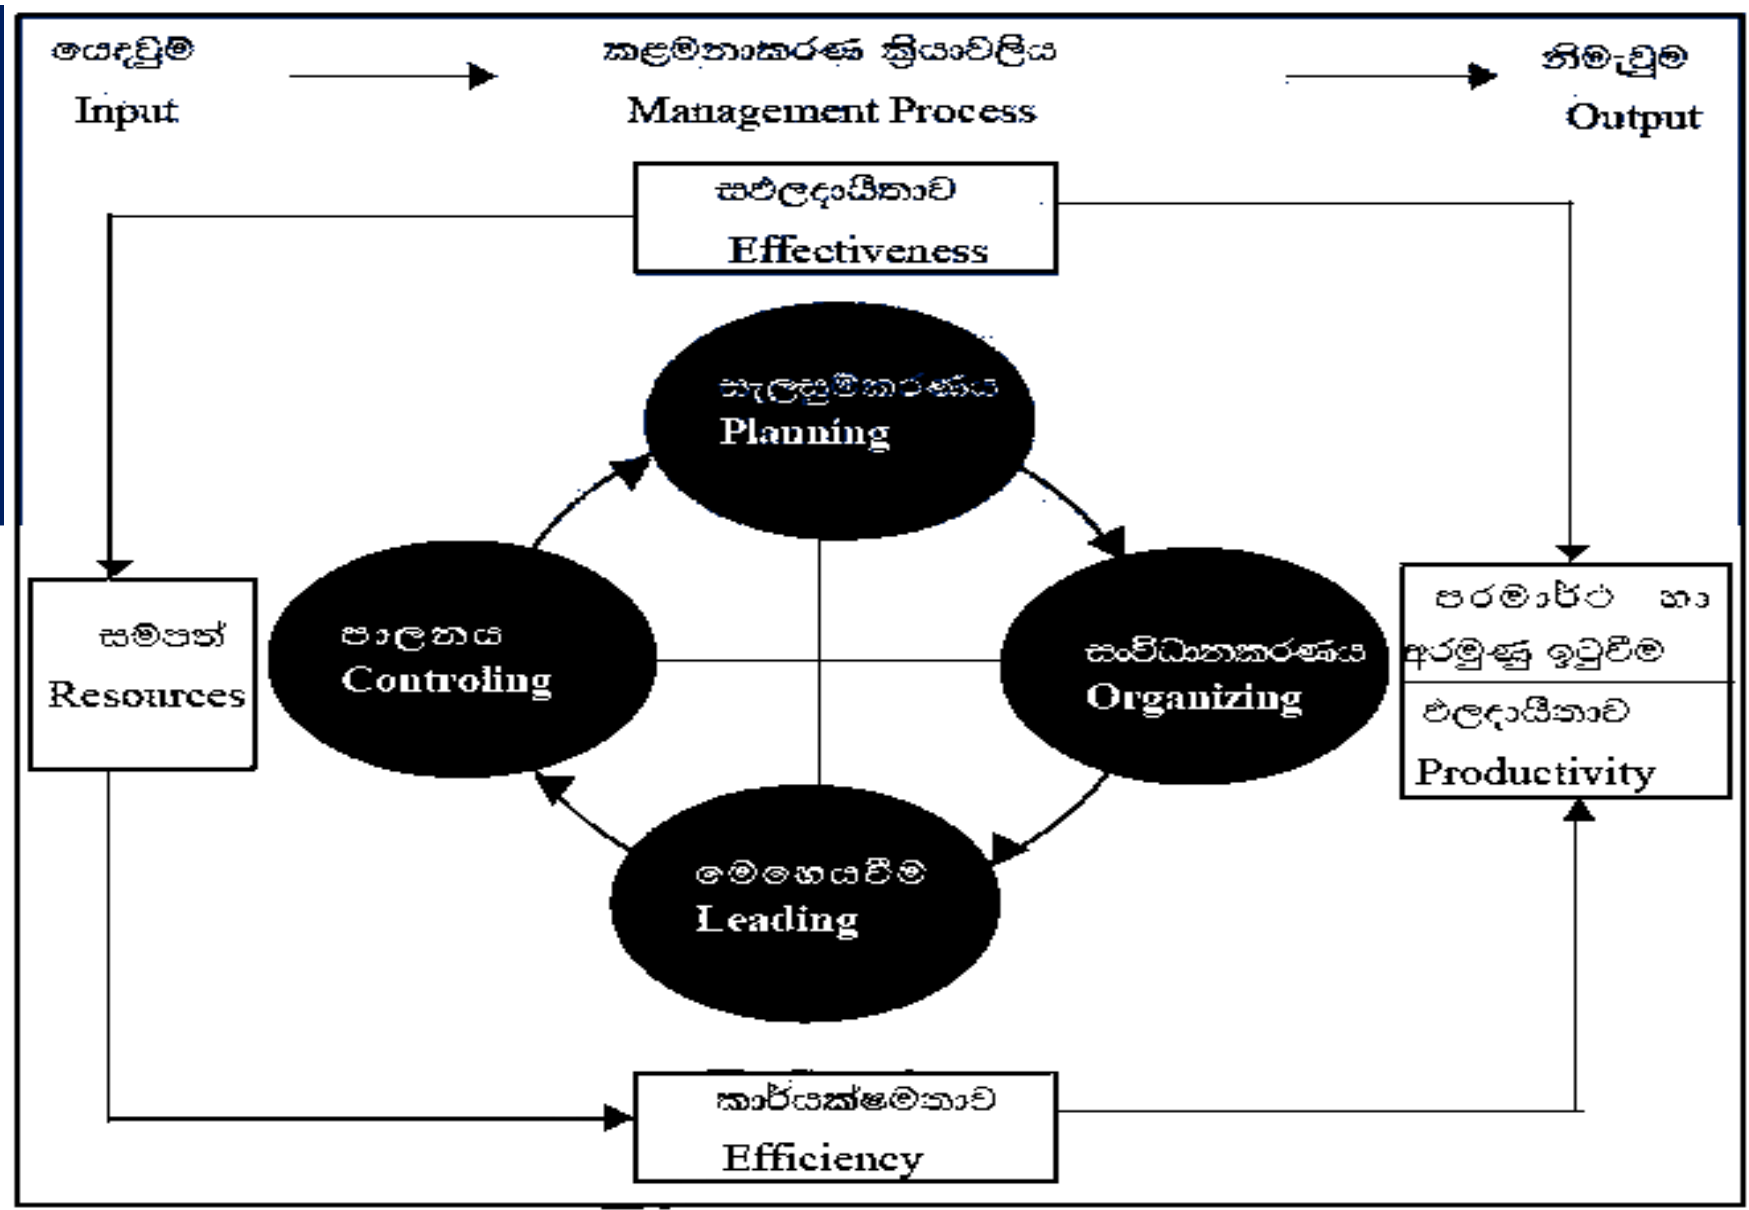 යෙදවුම්
Input
කළමනාකරණ ක්‍රියාවලිය
Management Process
නිමැවුම
Output
සඵලදායීතාව
Effectiveness
සැලසුම්කරණය
Planning
සම්පත්
Resources
පාලනය
Controling
සංවිධානකරණය
Organizing
පරමාර්ථ හා
අරමුණු ඉටුවීම
ඵලදායීතාව
Productivity
මෙහෙයවීම
Leading
කාර්යක්ෂමතාව
Efficiency